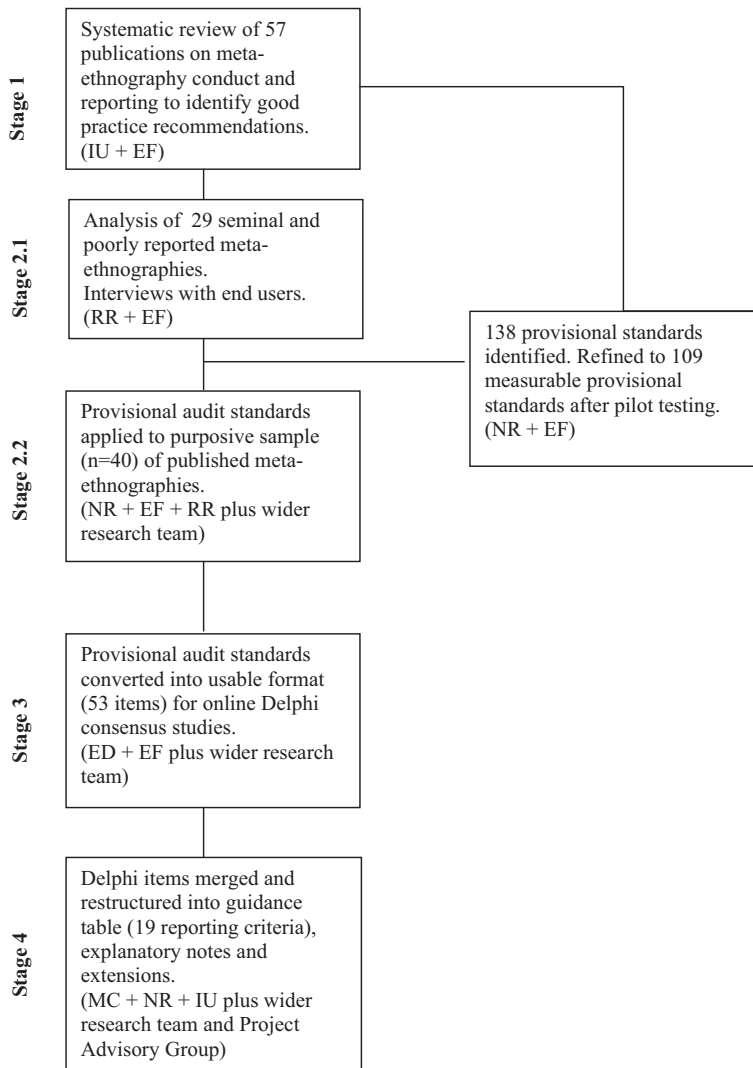 Stage 1
Systematic review of 57
publications on meta-
ethnography conduct and
reporting to identify good
practice recommendations.
(IU + EF)
Stage 2.1
Analysis of 29 seminal and
poorly reported meta-
ethnographies.
Interviews with end users.
(RR + EF)
138 provisional standards
identified. Refined to 109
measurable provisional
standards after pilot testing.
(NR + EF)
Stage 2.2
Provisional audit standards
applied to purposive sample
(n=40) of published meta-
ethnographies.
(NR + EF + RR plus wider
research team)
Stage 3
Provisional audit standards
converted into usable format
(53 items) for online Delphi
consensus studies.
(ED + EF plus wider research
team)
Stage 4
Delphi items merged and
restructured into guidance
table (19 reporting criteria),
explanatory notes and
extensions.
(MC + NR + IU plus wider
research team and Project
Advisory Group)